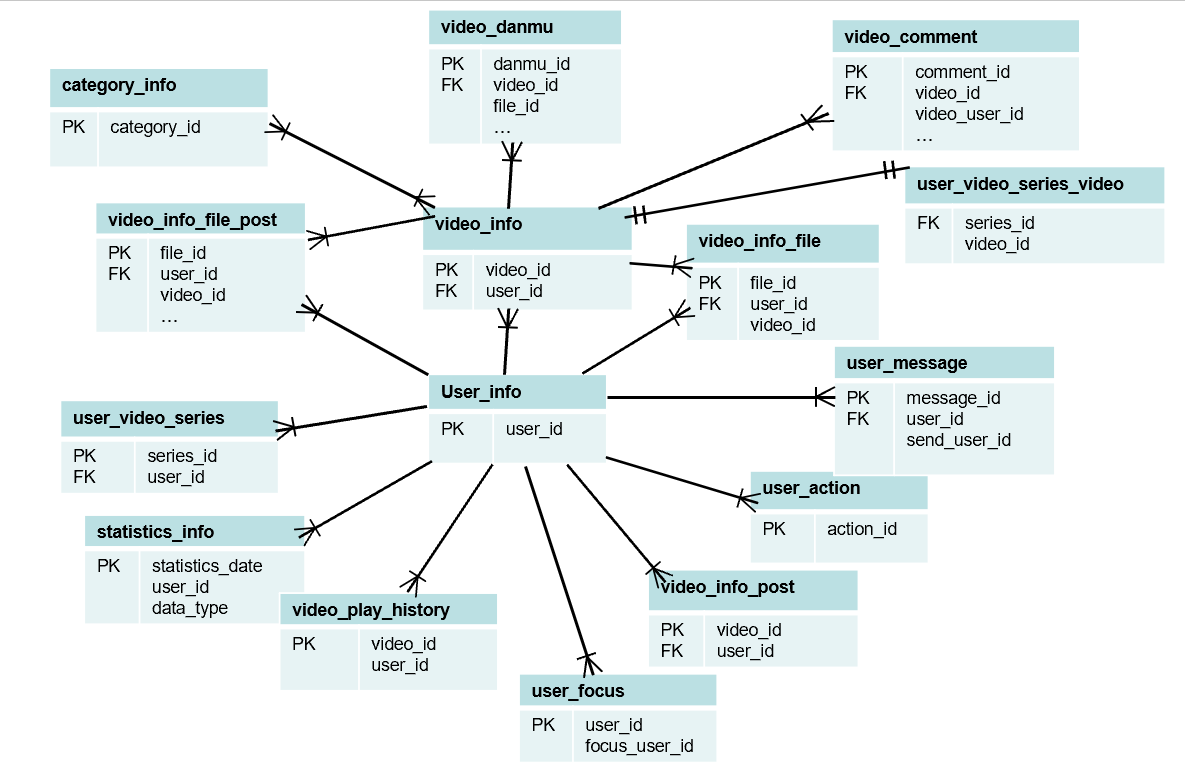 video_danmu
PK danmu_id
FK video_id
file_id
...
video_comment
PK comment_id
FK video_id
video_user_id
...
category_info
PK category_id
user_video_series_video
FK series_id
video_id
video_info_file_post
PK file_id
FK user_id
video_id
...
video_info
PK video_id
FK user_id
video_info_file
PK file_id
FK user_id
video_id
user_message
PK message_id
FK user_id
send_user_id
User_info
PK user_id
user_video_series
PK series_id
FK user_id
user_action
PK action_id
statistics_info
PK statistics_date
user_id
data_type
video_play_history
PK video_id
user_id
video_info_post
PK video_id
FK user_id
user_focus
PK user_id
focus_user_id